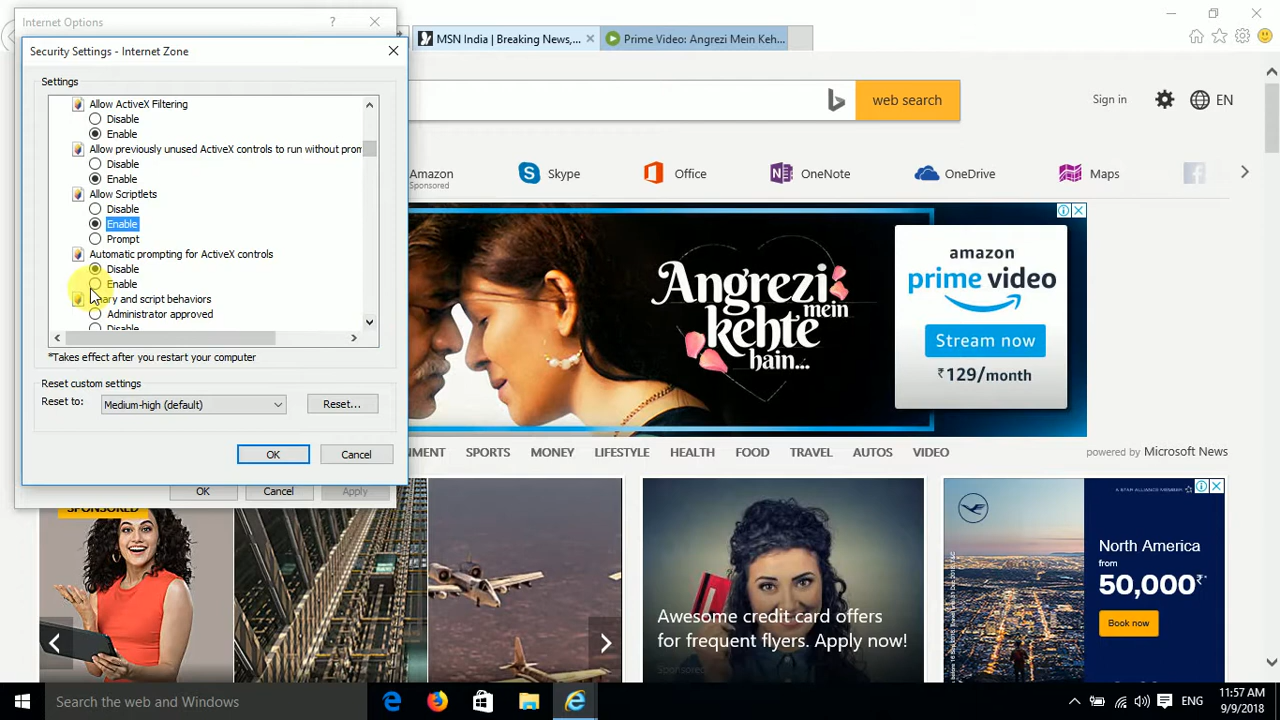 Internet Options
?
Security Settings - Internet Zone
MSN India | Breaking News,...
Prime Video: Angrezi Mein Keh...
Settings
Allow ActiveX Filtering
Disable
Enable
Allow previously unused ActiveX controls to run without prom
Disable
Enable
Allow Scriptlets
Disable
Enable
Prompt
Automatic prompting for ActiveX controls
Disable
Enable
and script behaviors
Administrator approved
Disable
*Takes effect after you restart your computer
Reset custom settings
Reset to:
Medium-high (default)
Reset...
OK
Cancel
OK
Cancel
Apply
web search
Sign in
EN
Amazon
Sponsored
Skype
Office
OneNote
OneDrive
Maps
Angrezi
mein
kehte
hain...
amazon
prime video
Stream now
₹129/month
NMENT
SPORTS
MONEY
LIFESTYLE
HEALTH
FOOD
TRAVEL
AUTOS
VIDEO
powered by Microsoft News
SPONSORED
Awesome credit card offers
for frequent flyers. Apply now!
Sponsored
A STAR ALLIANCE MEMBER
North America
from
50,000₹*
Book now
Search the web and Windows
ENG
11:57 AM
9/9/2018